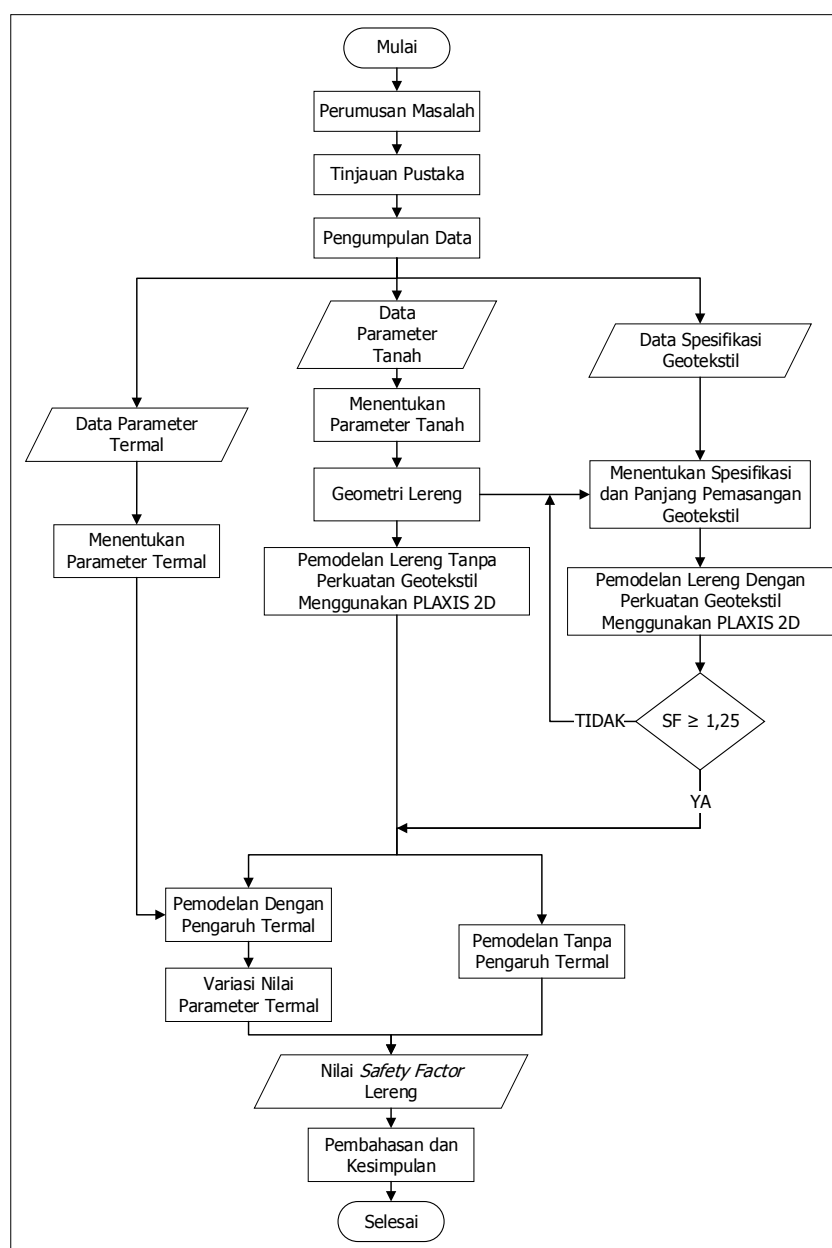 Mulai
Perumusan Masalah
Tinjauan Pustaka
Pengumpulan Data
Data
Parameter
Tanah
Data Spesifikasi
Geotekstil
Data Parameter
Termal
Menentukan
Parameter Tanah
Geometri Lereng
Menentukan Spesifikasi
dan Panjang Pemasangan
Geotekstil
Menentukan
Parameter Termal
Pemodelan Lereng Tanpa
Perkuatan Geotekstil
Menggunakan PLAXIS 2D
Pemodelan Lereng Dengan
Perkuatan Geotekstil
Menggunakan PLAXIS 2D
TIDAK
SF ≥ 1,25
YA
Pemodelan Dengan
Pengaruh Termal
Pemodelan Tanpa
Pengaruh Termal
Variasi Nilai
Parameter Termal
Nilai Safety Factor
Lereng
Pembahasan dan
Kesimpulan
Selesai